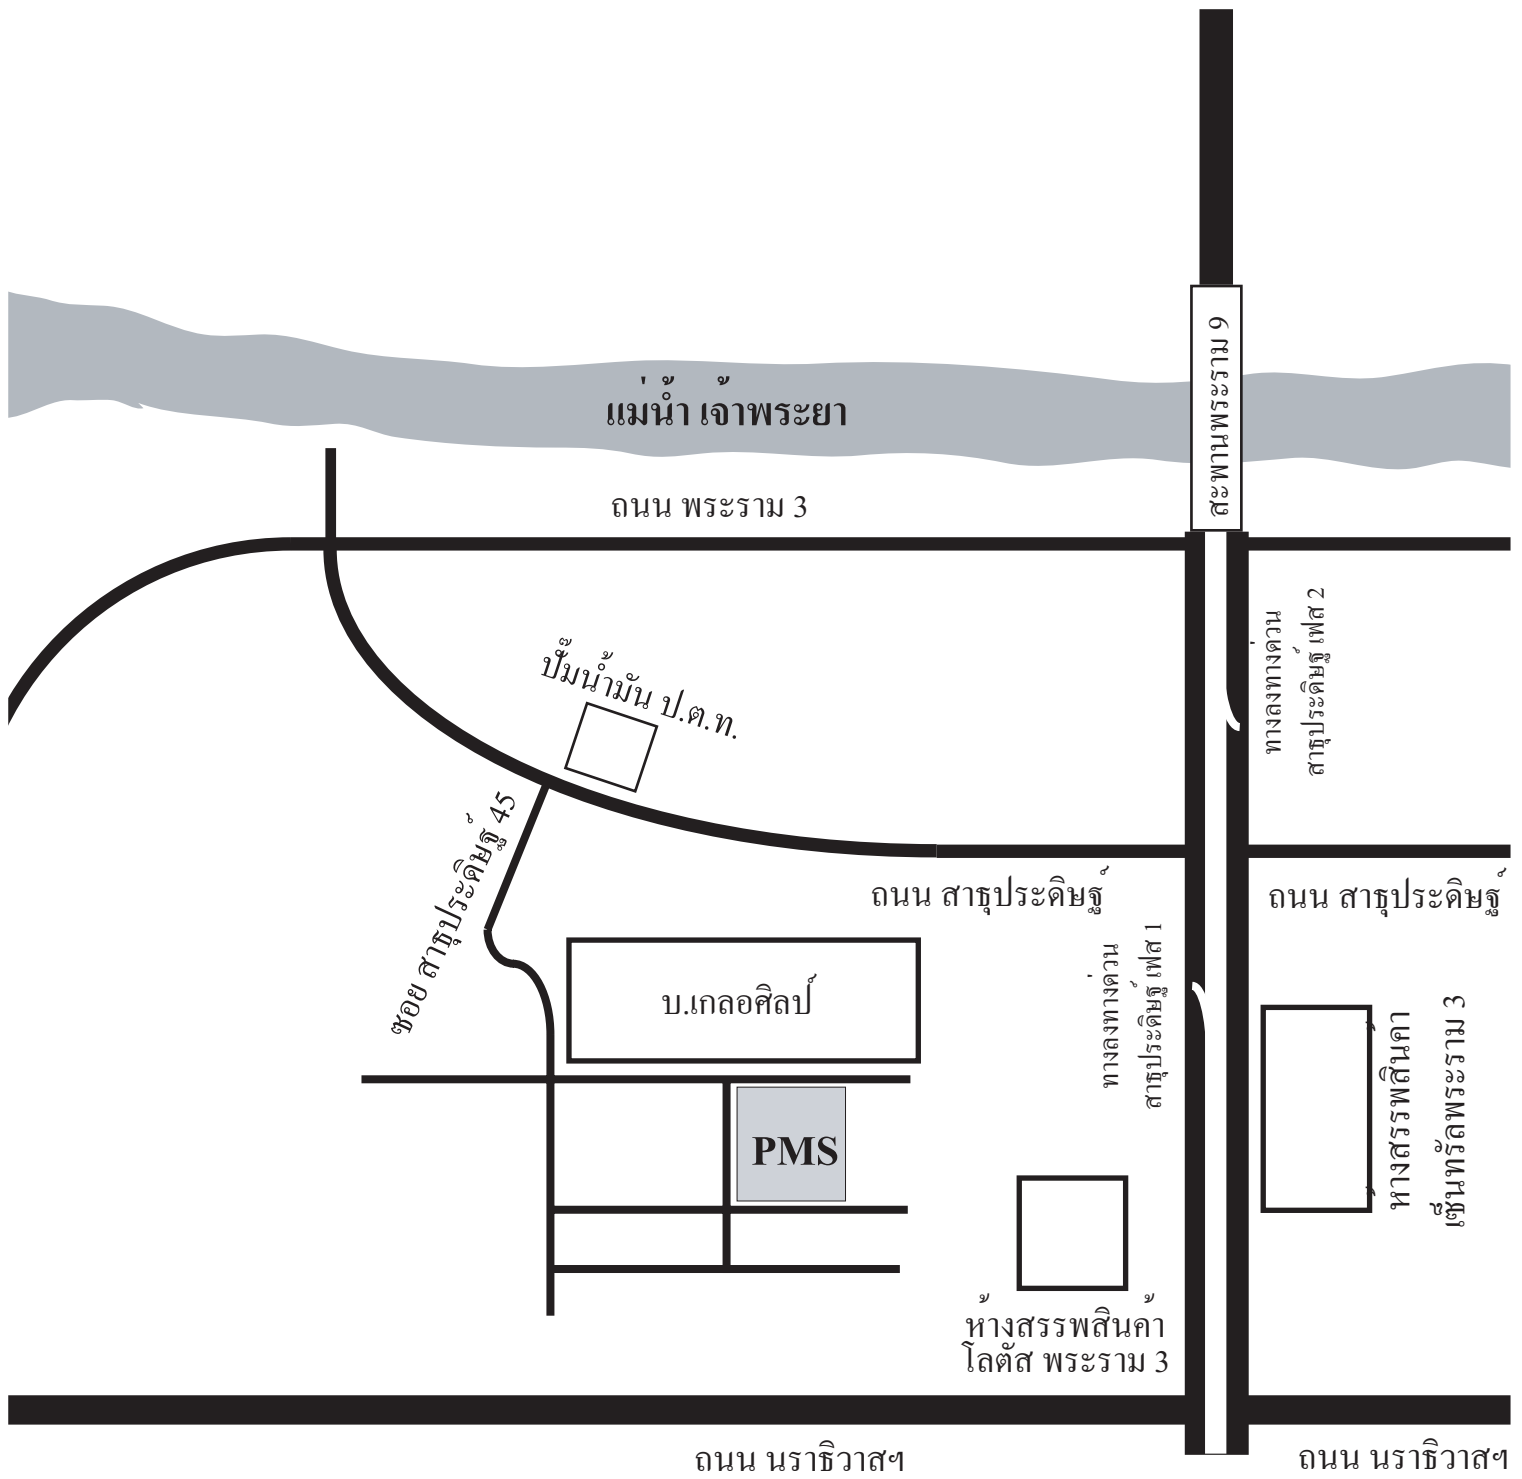 สะพานพระราม 9
แม่น้ำ เจ้าพระยา
ถนน พระราม 3
ทางลงทางด่วน
สาธุประดิษฐ์ เฟส 2
ปั๊มน้ำมัน ป.ต.ท.
ซอย สาธุประดิษฐ์ 45
ถนน สาธุประดิษฐ์
ถนน สาธุประดิษฐ์
ทางลงทางด่วน
สาธุประดิษฐ์ เฟส 1
บ.เกลอศิลป์
ห้างสรรพสินค้า
เซ็นทรัลพระราม 3
PMS
ห้างสรรพสินค้า
โลตัส พระราม 3
ถนน นราธิวาสฯ
ถนน นราธิวาสฯ